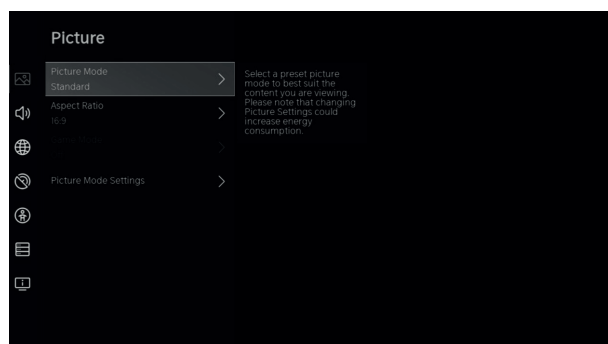 Picture
Picture Mode
Standard
Select a preset picture
mode to best suit the
content you are viewing.
Please note that changing
Picture Settings could
increase energy
consumption.
Aspect Ratio
16:9
Picture Mode Settings